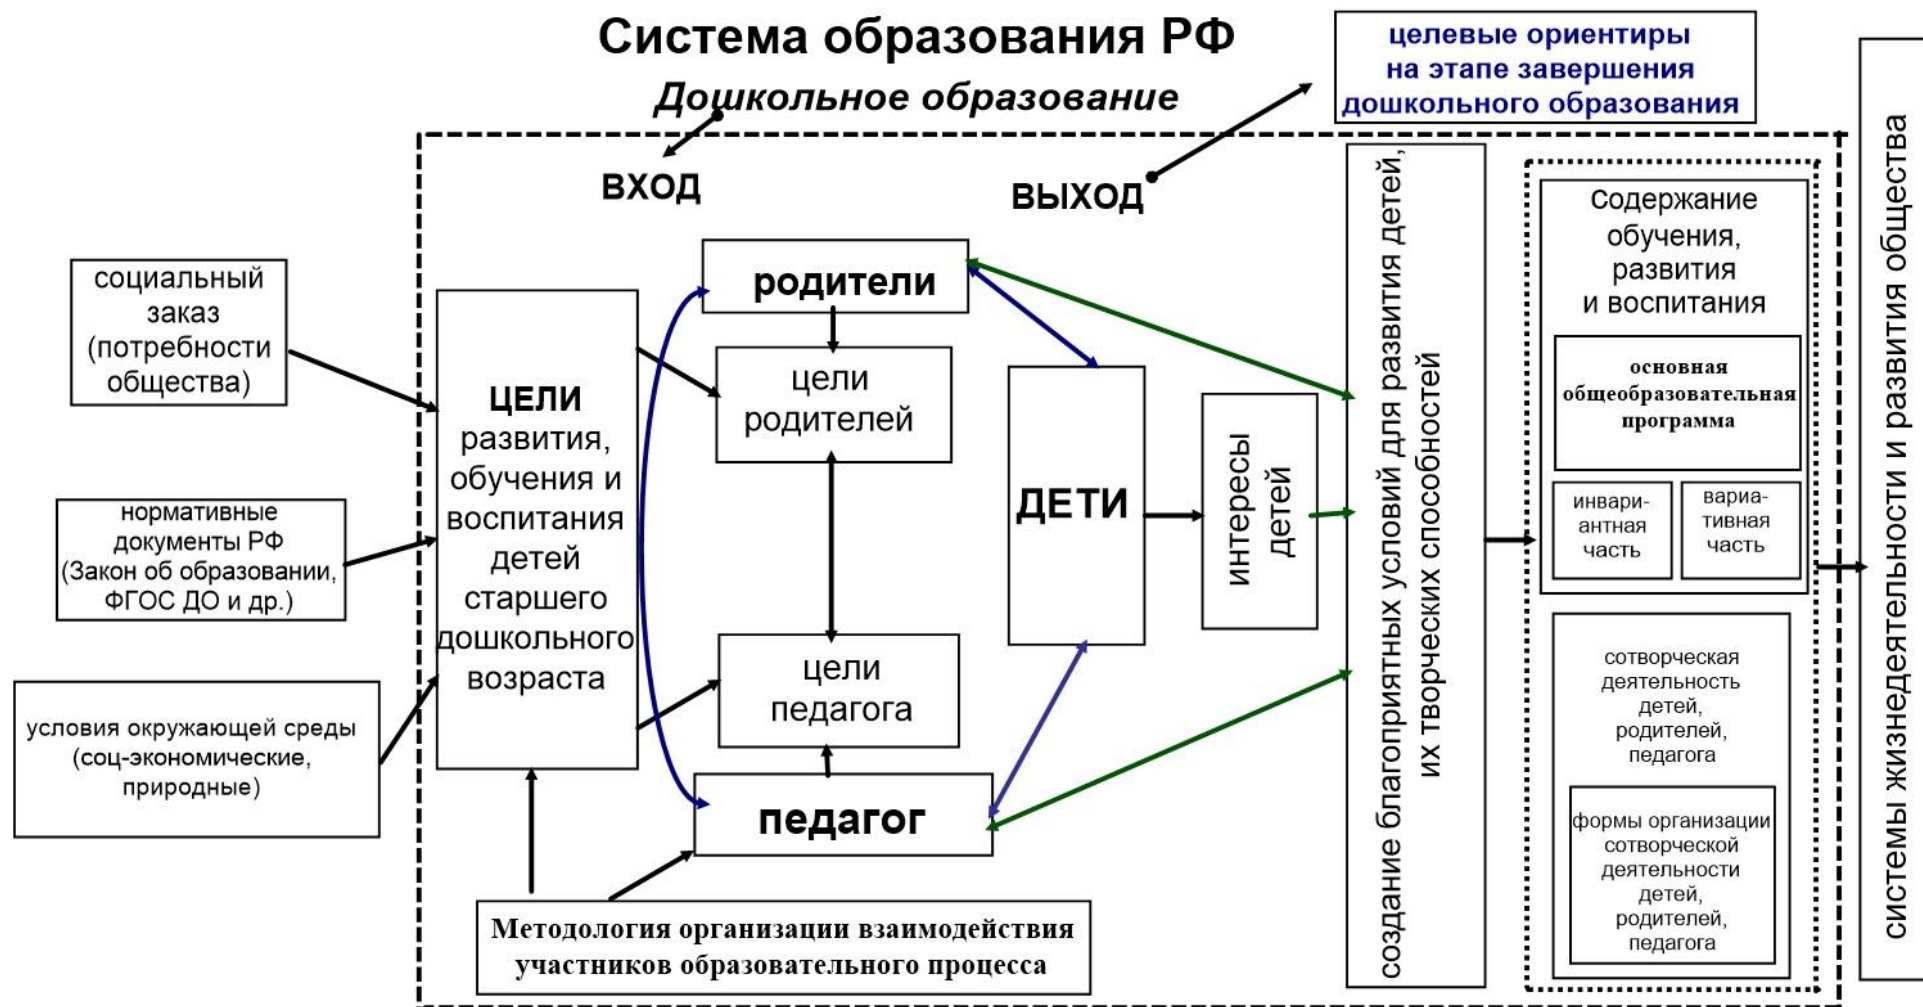 Система образования РФ
Дошкольное образование
целевые ориентиры
на этапе завершения
дошкольного образования
ВХОД
ВЫХОД
социальный
заказ
(потребности
общества)
нормативные
документы РФ
(Закон об образовании,
ФГОС ДО и др.)
условия окружающей среды
(соц-экономические,
природные)
ЦЕЛИ
развития,
обучения и
воспитания
детей
старшего
дошкольного
возраста
родители
цели
родителей
цели
педагога
педагог
Методология организации взаимодействия
участников образовательного процесса
ДЕТИ
интересы
детей
создание благоприятных условий для развития детей,
их творческих способностей
Содержание
обучения,
развития
и воспитания
основная
общеобразовательная
программа
инвари-
антная
часть
вариа-
тивная
часть
сотворческая
деятельность
детей,
родителей,
педагога
формы организации
сотворческой
деятельности
детей,
родителей,
педагога
системы жизнедеятельности и развития общества